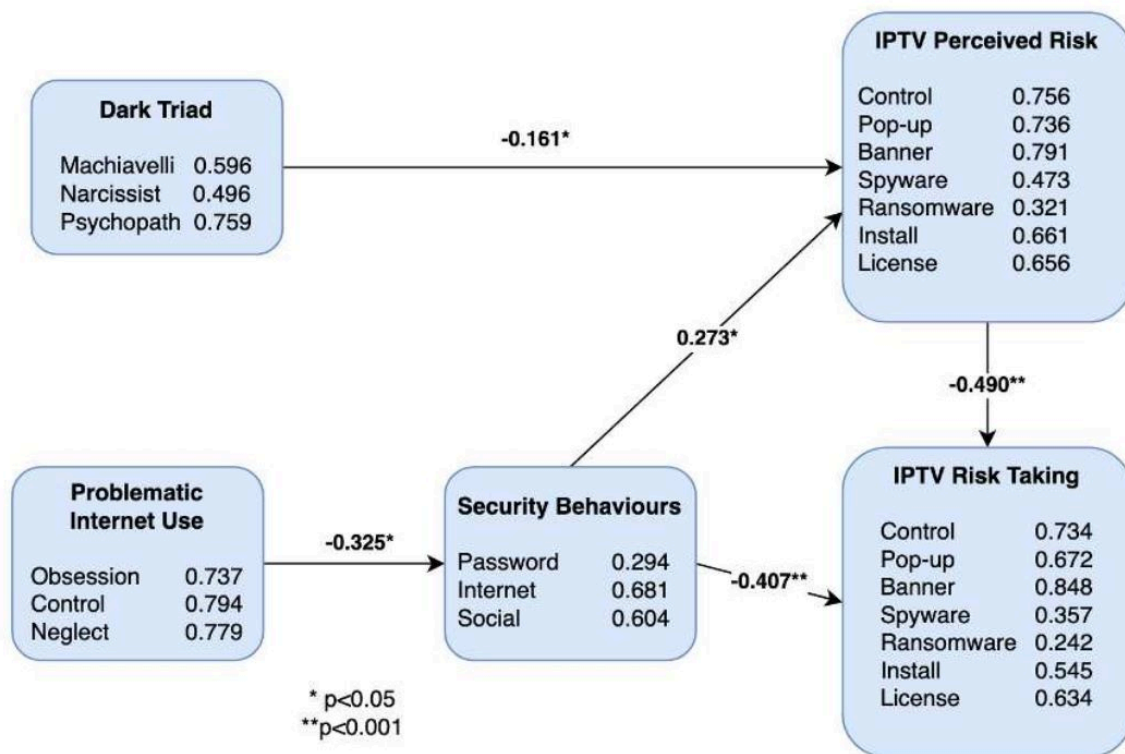 IPTV Perceived Risk
Control 0.756
Pop-up 0.736
Banner 0.791
Spyware 0.473
Ransomware 0.321
Install 0.661
License 0.656
Dark Triad
Machiavelli 0.596
Narcissist 0.496
Psychopath 0.759
-0.161*
0.273*
-0.490**
Problematic
Internet Use
Obsession 0.737
Control 0.794
Neglect 0.779
-0.325*
Security Behaviours
Password 0.294
Internet 0.681
Social 0.604
-0.407**
IPTV Risk Taking
Control 0.734
Pop-up 0.672
Banner 0.848
Spyware 0.357
Ransomware 0.242
Install 0.545
License 0.634
* p<0.05
**p<0.001